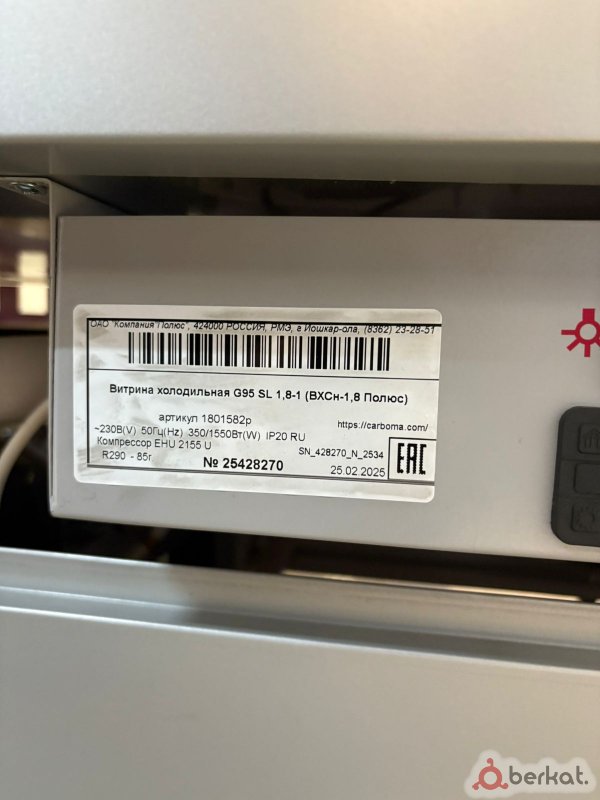 ОАО "Компания Полюс", 424000 РОССИЯ, РМЭ, г Йошкар-ола, (8362) 23-28-51
Витрина холодильная G95 SL 1,8-1 (ВХСн-1,8 Полюс)
артикул 1801582р
https://carboma.com/
~230В(V) 50Гц(Hz) 350/1550Вт(W) IP20 RU
Компрессор EHU 2155 U
SN_428270_N_2534
R290 - 85г
№ 25428270
25.02.2025
EAC
berkat.